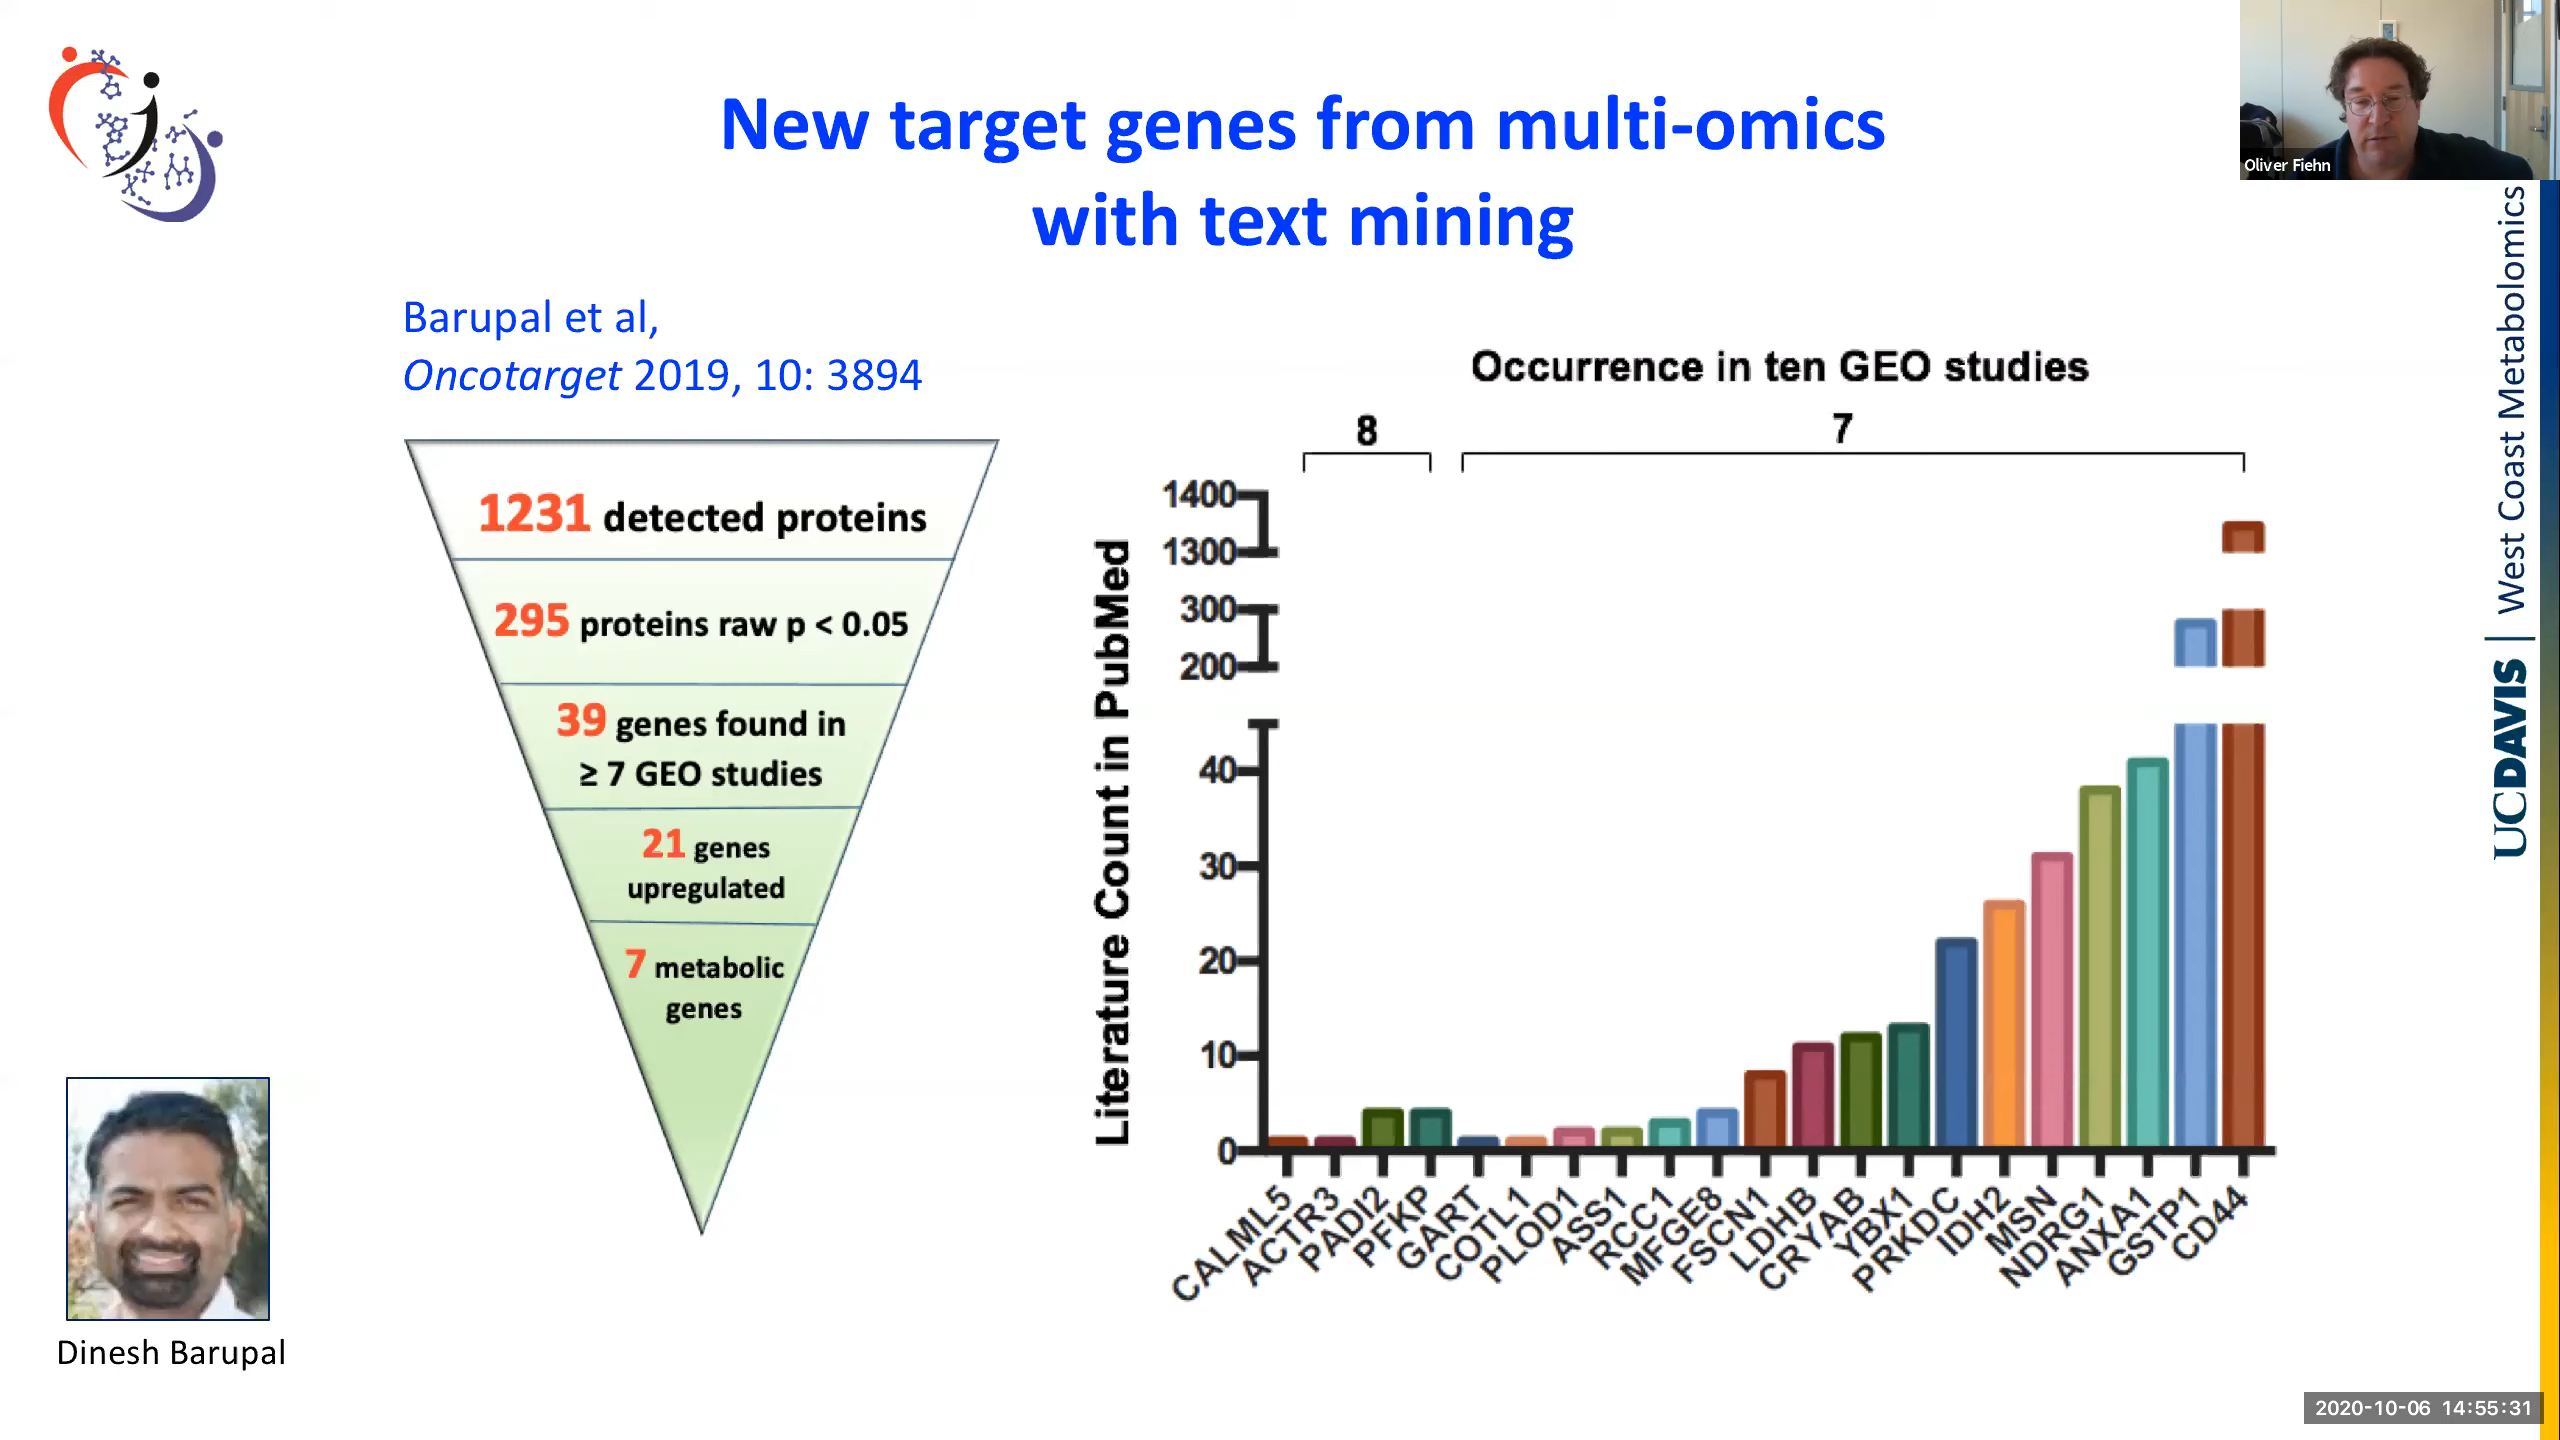 New target genes from multi-omics
with text mining
Oliver Fiehn
Barupal et al,
Oncotarget 2019, 10: 3894
1231 detected proteins
295 proteins raw p < 0.05
39 genes found in
≥ 7 GEO studies
21 genes
upregulated
7 metabolic
genes
Dinesh Barupal
Occurrence in ten GEO studies
8
7
Literature Count in PubMed
1400
1300
300
200
40
30
20
10
0
CALML5
ACTR3
PADI2
PFKP
GART
COTL1
PLOD1
ASS1
RCC1
MFGE8
FSCN1
LDHB
CRYAB
YBX1
PRKDC
IDH2
MSN
NDRG1
ANXA1
GSTP1
CD44
UCDAVIS | West Coast Metabolomics
2020-10-06 14:55:31